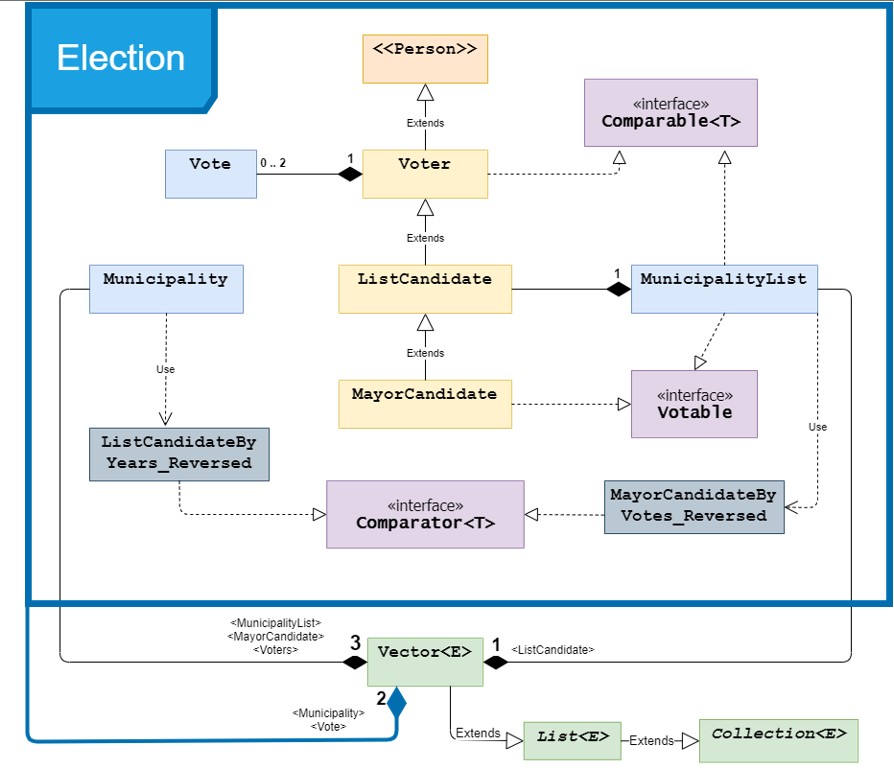 Election
<<Person>>
Extends
«interface»
Comparable<T>
Vote
0 .. 2
1
Voter
Extends
Municipality
ListCandidate
1
MunicipalityList
Extends
Use
MayorCandidate
«interface»
Votable
Use
ListCandidateBy
Years_Reversed
«interface»
Comparator<T>
MayorCandidateBy
Votes_Reversed
<MunicipalityList>
<MayorCandidate>
<Voters>
3
Vector<E>
1
<ListCandidate>
2
<Municipality>
<Vote>
Extends
List<E>
Extends
Collection<E>